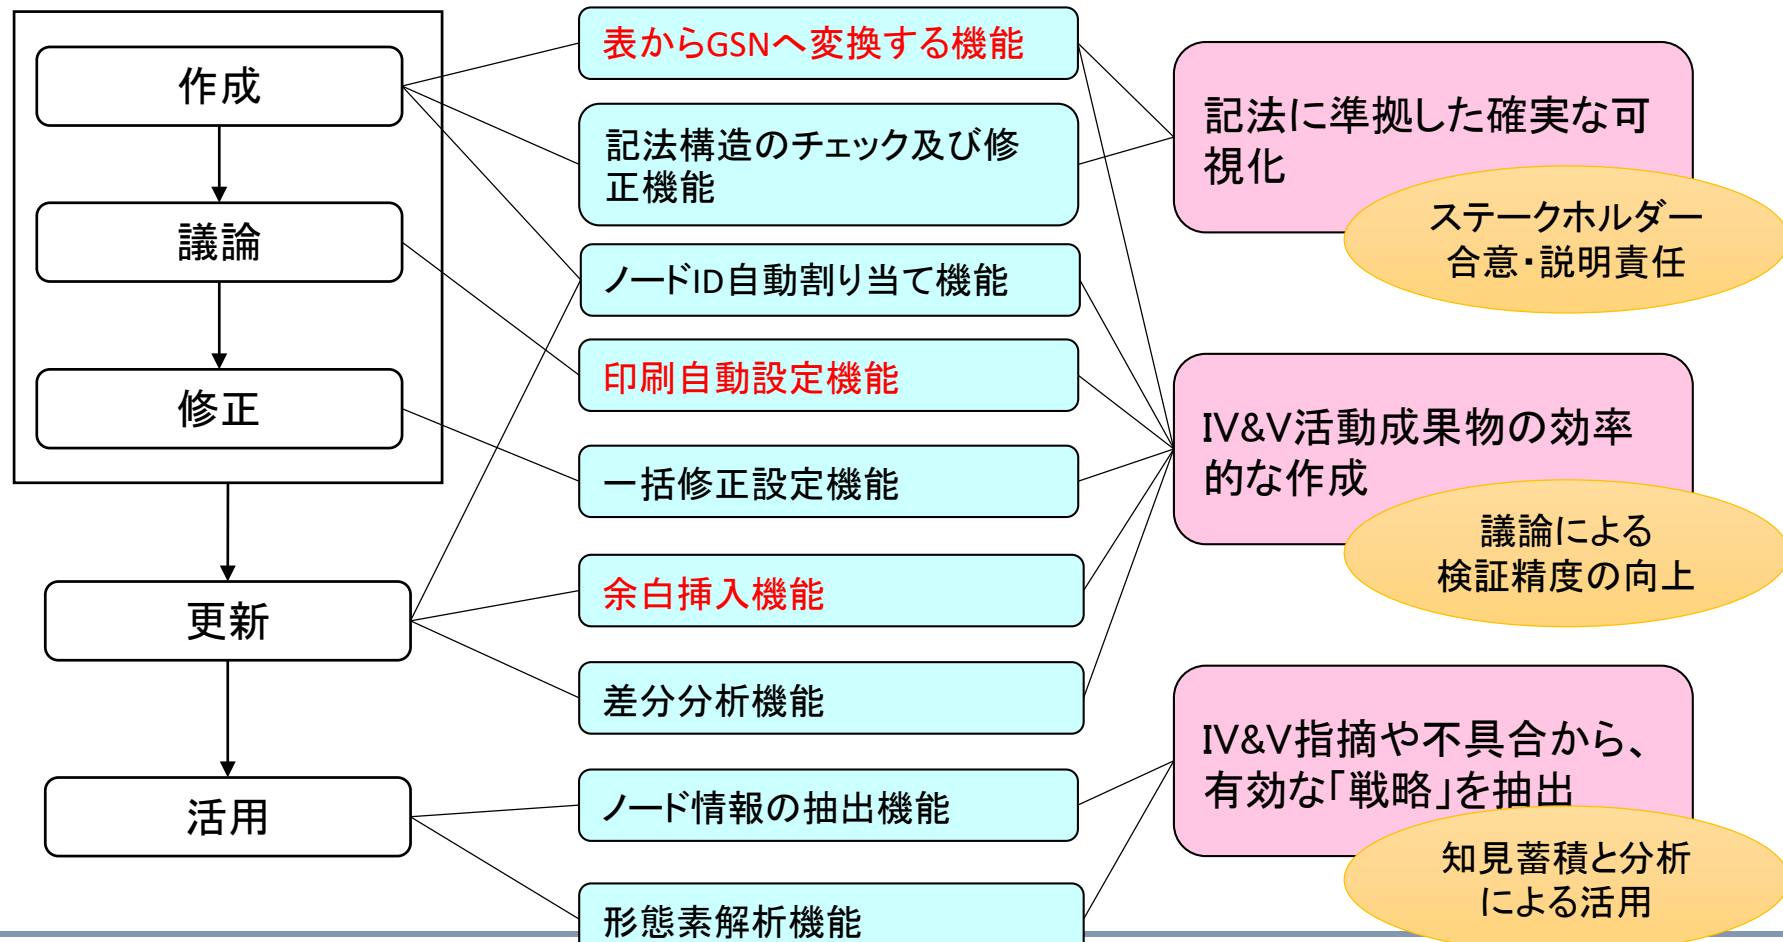 作成
議論
修正
更新
活用
表からGSNへ変換する機能
記法構造のチェック及び修
正機能
ノードID自動割り当て機能
印刷自動設定機能
一括修正設定機能
余白挿入機能
差分分析機能
ノード情報の抽出機能
形態素解析機能
記法に準拠した確実な可
視化
ステークホルダー
合意・説明責任
IV&V活動成果物の効率
的な作成
議論による
検証精度の向上
IV&V指摘や不具合から、
有効な「戦略」を抽出
知見蓄積と分析
による活用